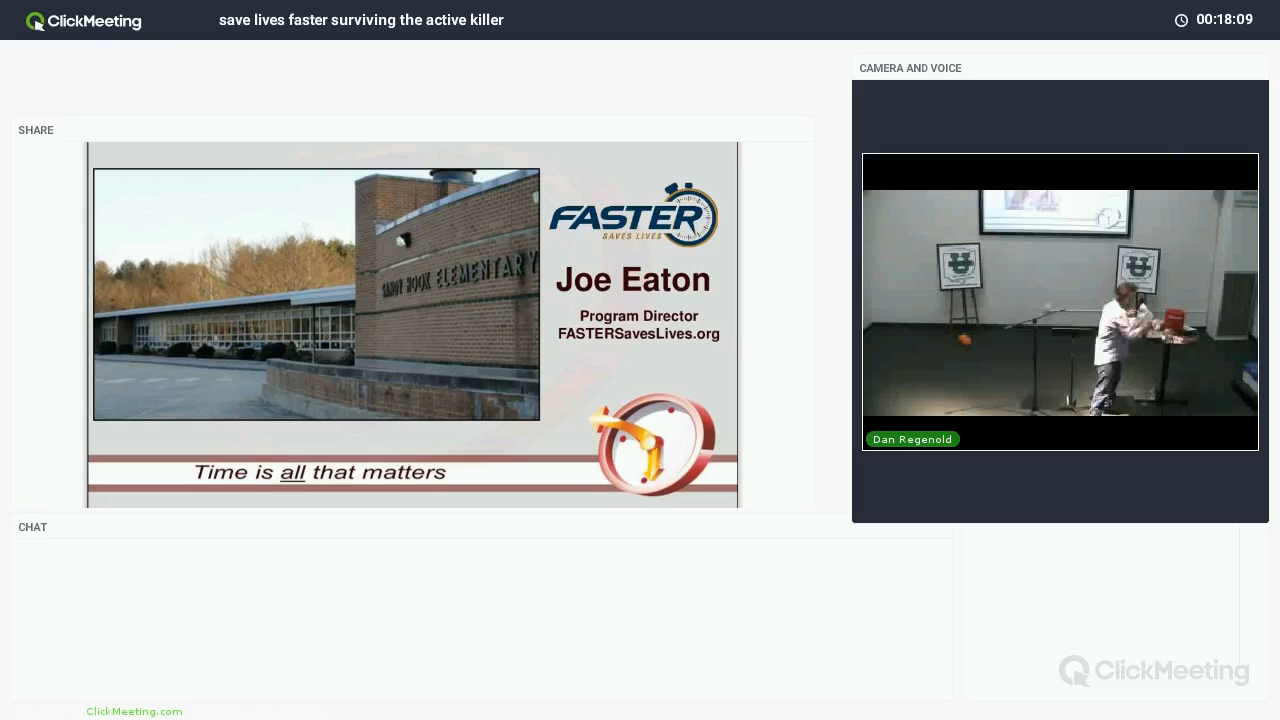 ClickMeeting
save lives faster surviving the active killer
00:18:09
CAMERA AND VOICE
SHARE
SANDY HOOK ELEMENTARY
FASTER
SAVES LIVES
Joe Eaton
Program Director
FASTERSavesLives.org
Time is all that matters
Dan Regenold
CHAT
ClickMeeting
ClickMeeting.com